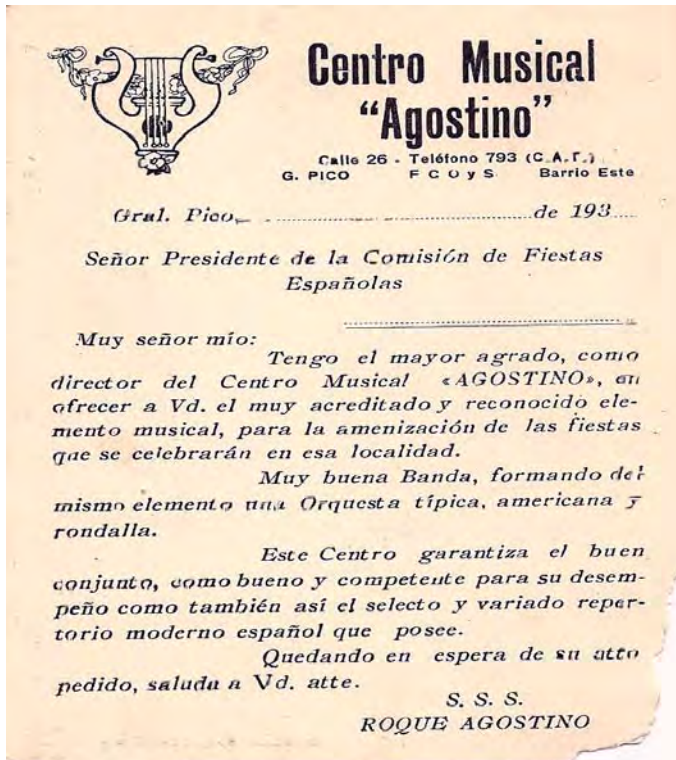 Centro Musical
“Agostino”
Calle 26 - Teléfono 793 (C.A.T.)
G. PICO F C O y S Barrio Este
Gral. Pico, ........................ de 193....
Señor Presidente de la Comisión de Fiestas
Españolas
Muy señor mío:
Tengo el mayor agrado, como
director del Centro Musical «AGOSTINO», en
ofrecer a Vd. el muy acreditado y reconocido ele-
mento musical, para la amenización de las fiestas
que se celebrarán en esa localidad.
Muy buena Banda, formando del
mismo elemento una Orquesta típica, americana y
rondalla.
Este Centro garantiza el buen
conjunto, como bueno y competente para su desem-
peño como también así el selecto y variado reper-
torio moderno español que posee.
Quedando en espera de su atto
pedido, saluda a Vd. atte.
S. S. S.
ROQUE AGOSTINO